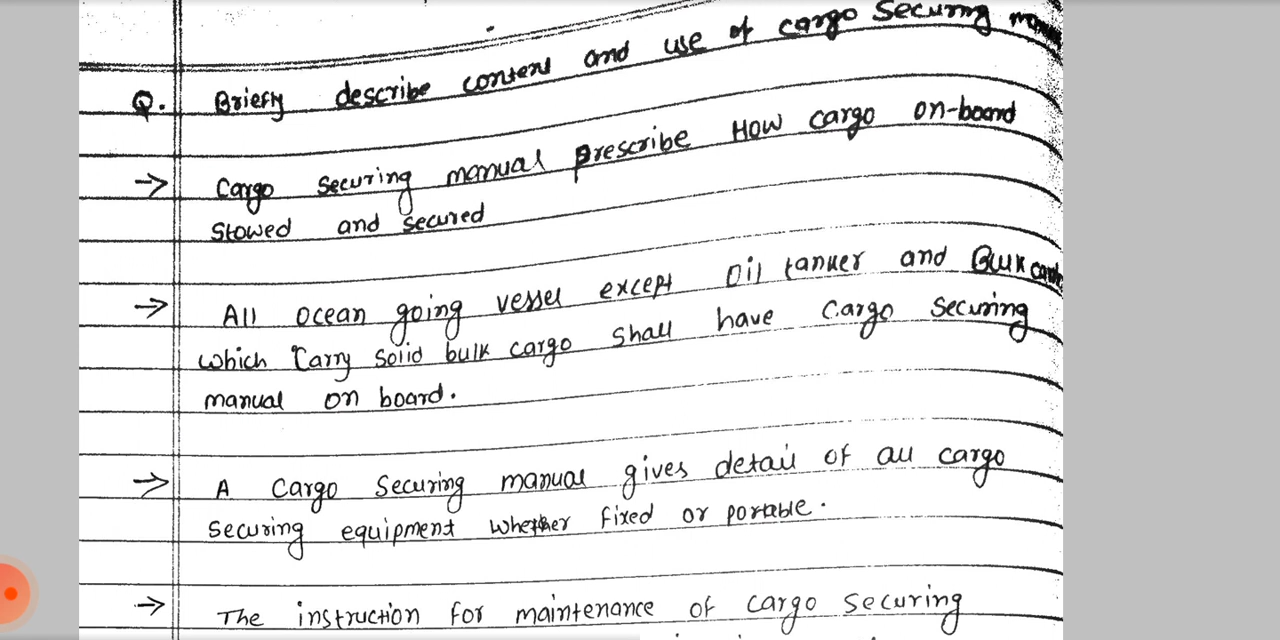 Q. Briefly describe content and use of cargo securing
→ Cargo securing manual prescribe How cargo on-board
stowed and secured
→ All ocean going vessel except oil tanker and Bulk
which carry solid bulk cargo shall have cargo securing
manual on board.
→ A cargo securing manual gives detail of all cargo
securing equipment whether fixed or portable.
→ The instruction for maintenance of cargo securing